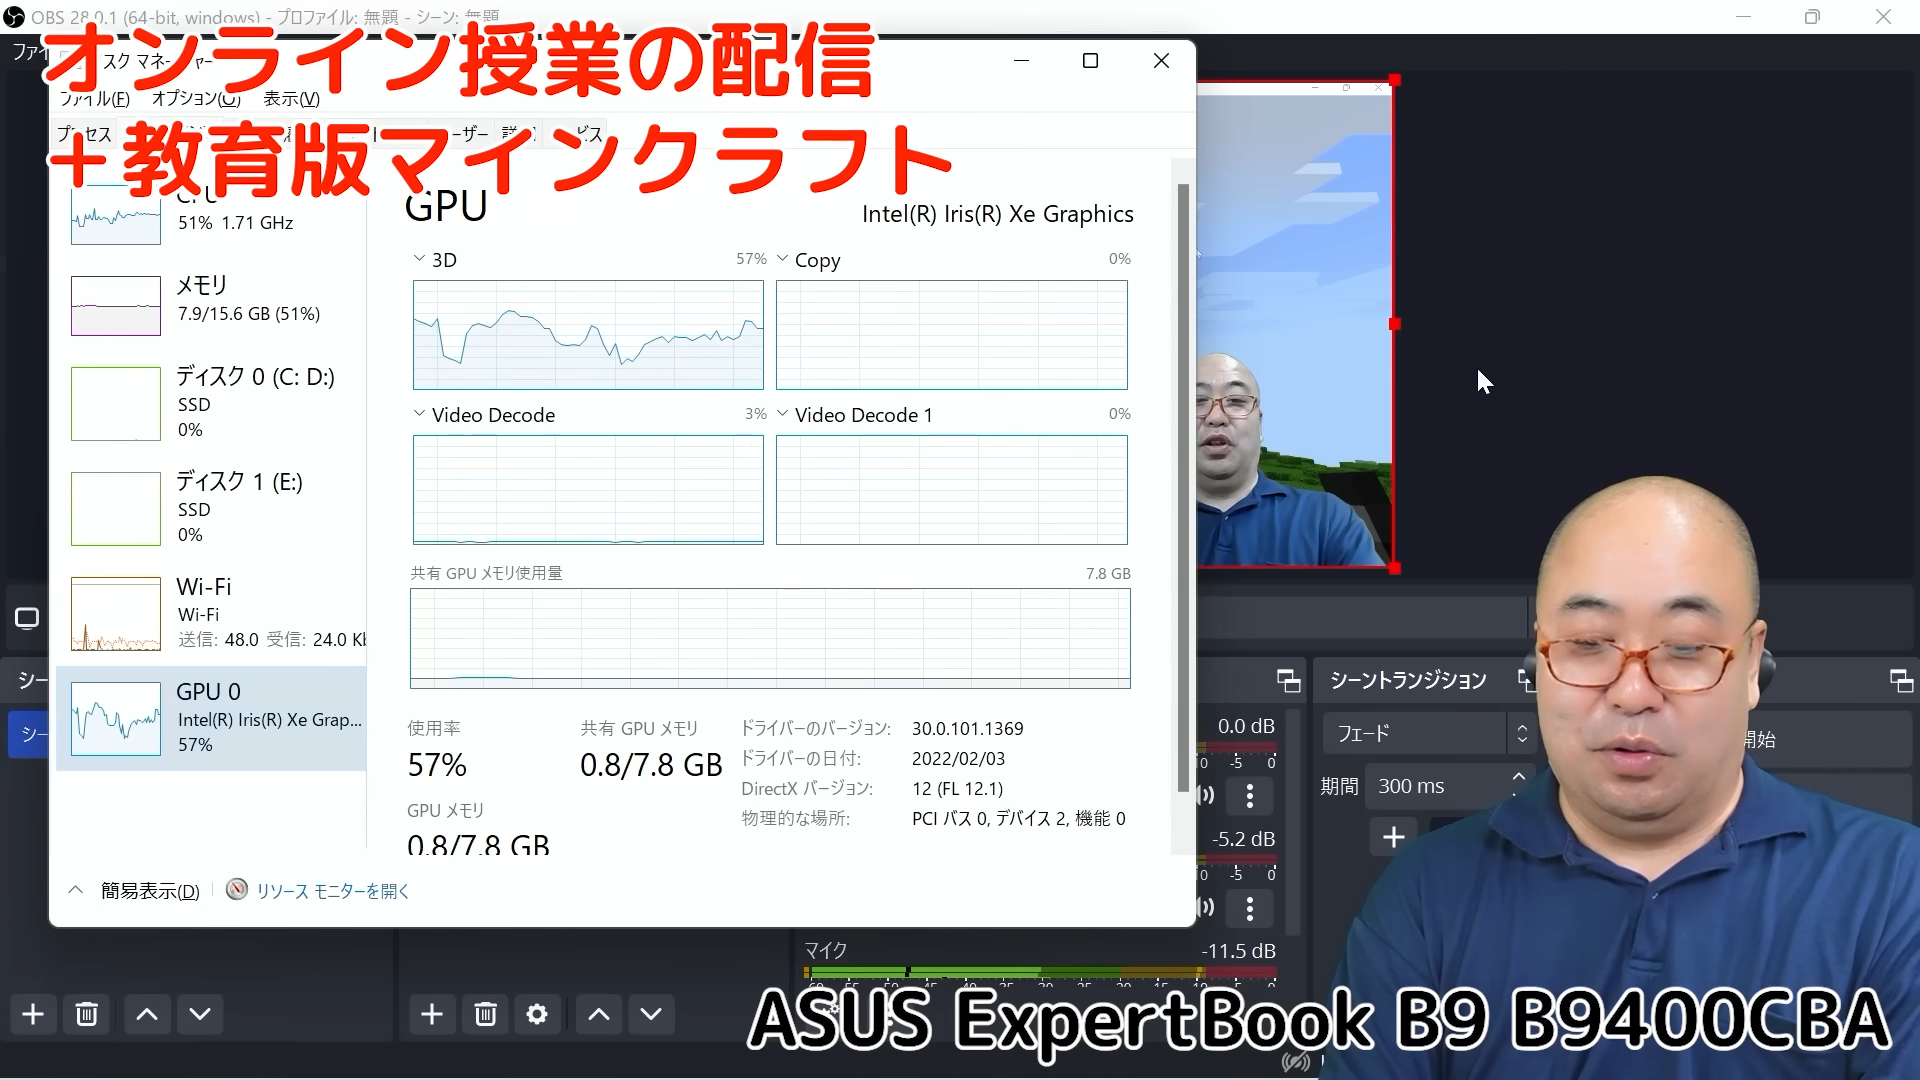 OBS 28.0.1 (64-bit, windows) - プロファイル: 無題 - シーン: 無題
オンライン授業の配信
+教育版マインクラフト
ファイル(F) オプション(O) 表示(V)
プロセス
CPU
51% 1.71 GHz
メモリ
7.9/15.6 GB (51%)
ディスク 0 (C: D:)
SSD
0%
ディスク 1 (E:)
SSD
0%
Wi-Fi
Wi-Fi
送信: 48.0 受信: 24.0
GPU 0
Intel(R) Iris(R) Xe Grap...
57%
GPU
Intel(R) Iris(R) Xe Graphics
3D 57%
Copy 0%
Video Decode 3%
Video Decode 1 0%
共有 GPU メモリ使用量 7.8 GB
使用率
57%
共有 GPU メモリ
0.8/7.8 GB
GPU メモリ
0.8/7.8 GB
ドライバーのバージョン: 30.0.101.1369
ドライバーの日付: 2022/02/03
DirectX バージョン: 12 (FL 12.1)
物理的な場所: PCI バス 0, デバイス 2, 機能 0
簡易表示(D)
リソース モニターを開く
0.0 dB
-5 0
-5.2 dB
-5 0
マイク -11.5 dB
シーントランジション
フェード
期間 300 ms
開始
ASUS ExpertBook B9 B9400CBA